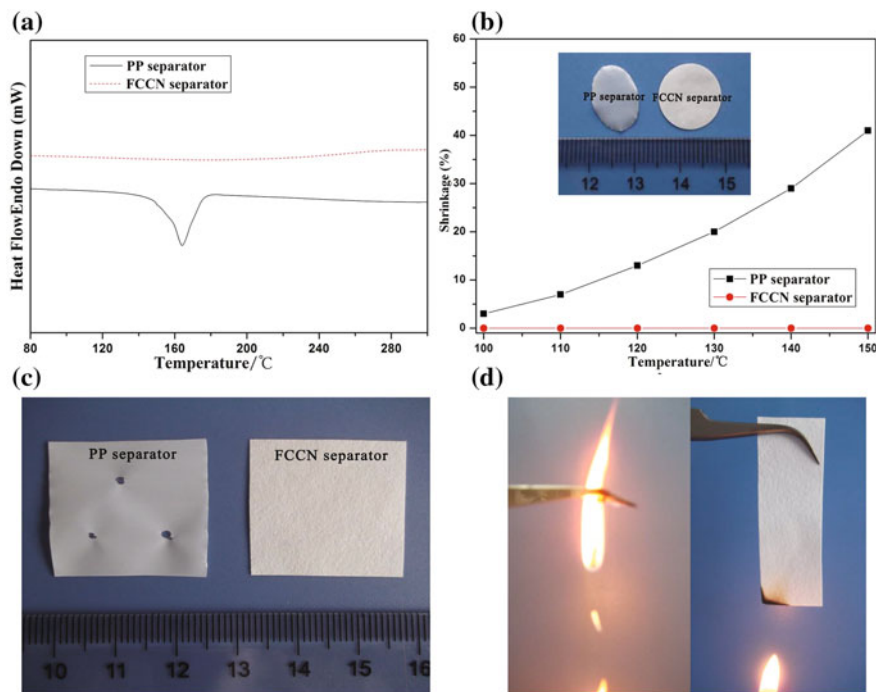 (a)
PP separator
FCCN separator
Heat FlowEndo Down (mW)
80 120 160 200 240 280
Temperature/℃
(b)
60
50
40
30
20
10
0
Shrinkage (%)
PP separator FCCN separator
12 13 14 15
PP separator
FCCN separator
100 110 120 130 140 150
Temperature/℃
(c)
PP separator FCCN separator
10 11 12 13 14 15 16
(d)